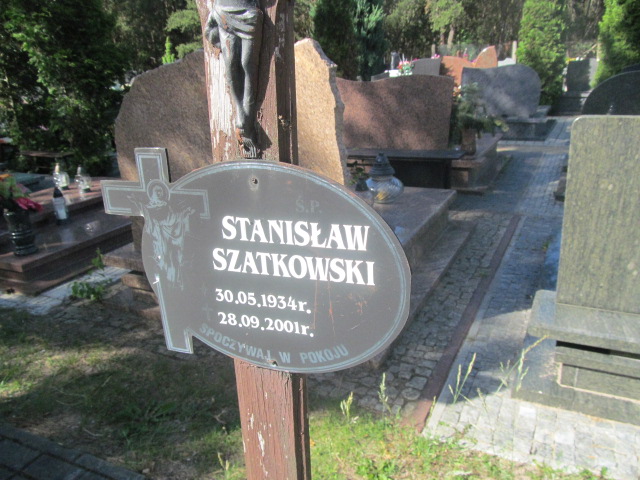 Ś.P.
STANISŁAW
SZATKOWSKI
30.05.1934r.
28.09.2001r.
SPOCZYWAJ W POKOJU